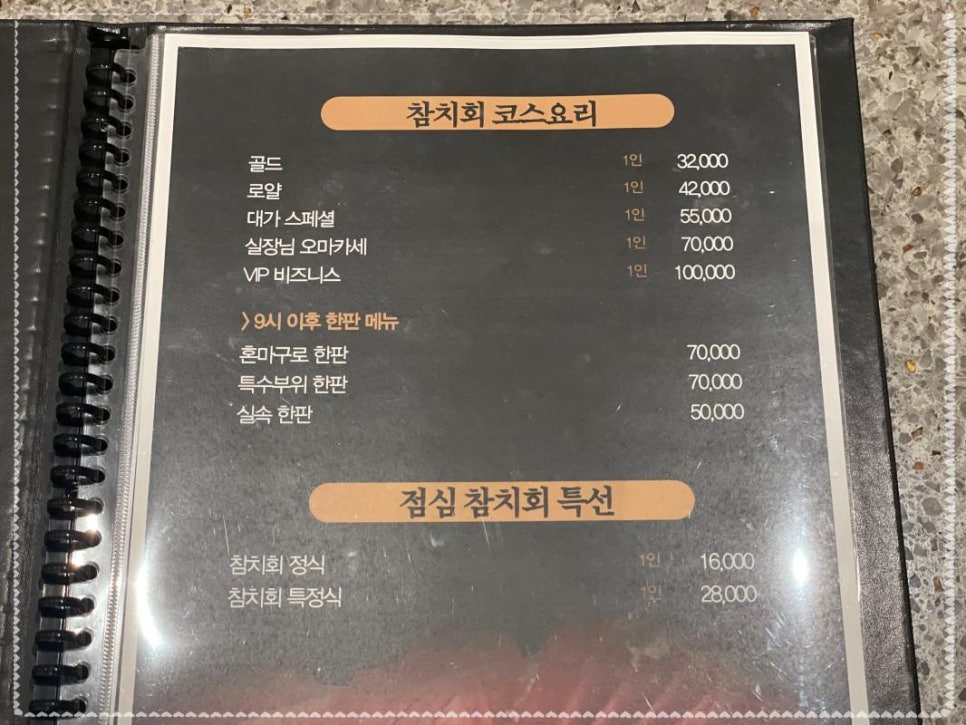 참치회 코스요리
골드 1인 32,000
로얄 1인 42,000
대가 스페셜 1인 55,000
실장님 오마카세 1인 70,000
VIP 비즈니스 1인 100,000
> 9시 이후 한판 메뉴
혼마구로 한판 70,000
특수부위 한판 70,000
실속 한판 50,000
점심 참치회 특선
참치회 정식 1인 16,000
참치회 특정식 1인 28,000